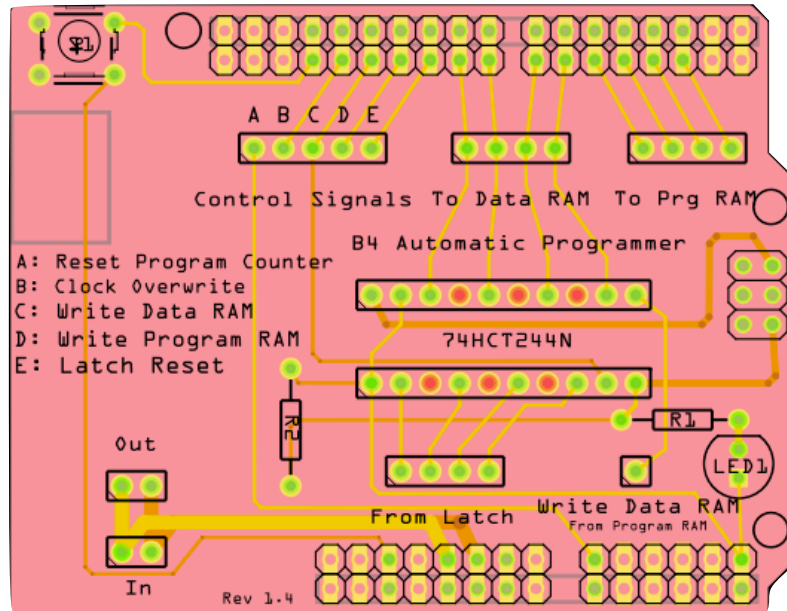 A B C D E
Control Signals To Data RAM To Prg RAM
B4 Automatic Programmer
A: Reset Program Counter
B: Clock Overwrite
C: Write Data RAM
D: Write Program RAM
E: Latch Reset
74HCT244N
R2
R1
Out
LED1
From Latch
Write Data RAM
From Program RAM
In
Rev 1.4